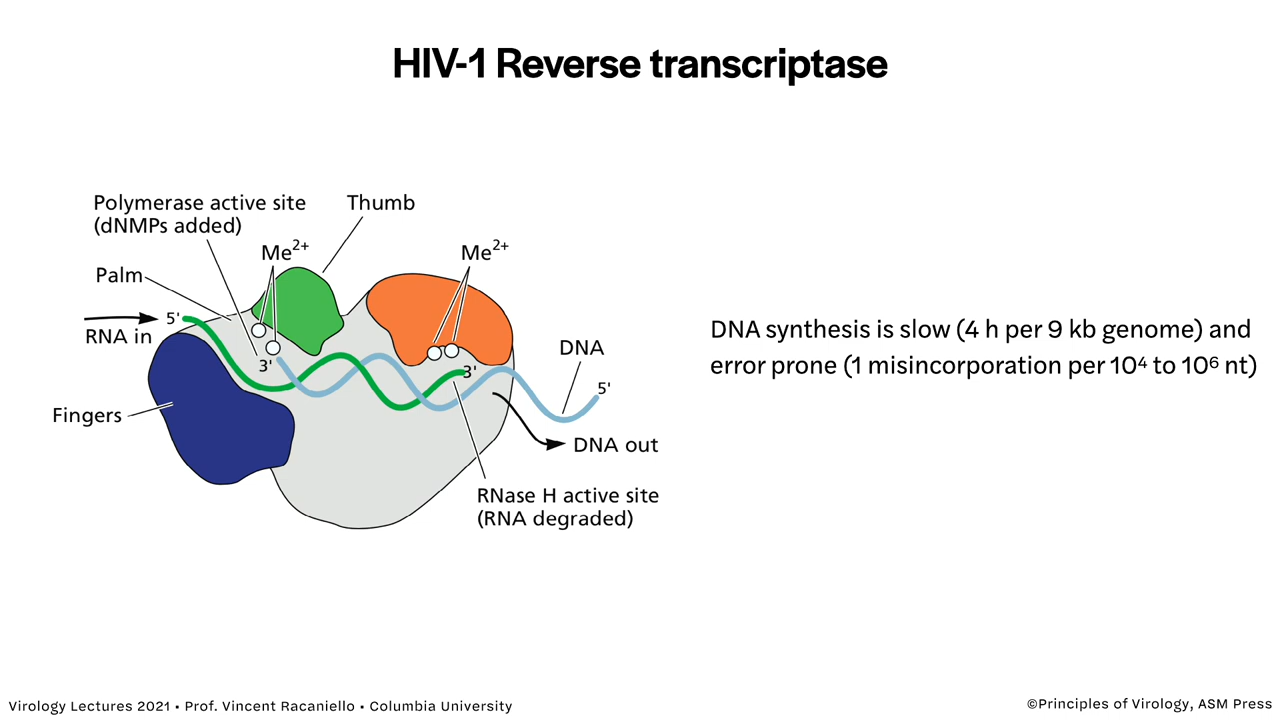 HIV-1 Reverse transcriptase
Polymerase active site
(dNMPs added)
Thumb
Me²⁺
Me²⁺
Palm
5'
RNA in
3'
3'
DNA
5'
Fingers
DNA out
RNase H active site
(RNA degraded)
DNA synthesis is slow (4 h per 9 kb genome) and
error prone (1 misincorporation per 10⁴ to 10⁶ nt)
Virology Lectures 2021 • Prof. Vincent Racaniello • Columbia University
©Principles of Virology, ASM Press